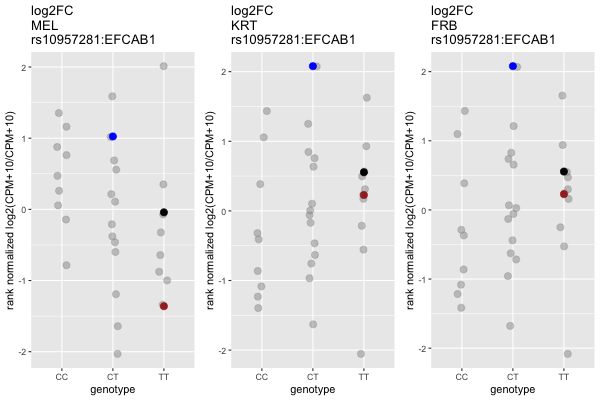 log2FC
MEL
rs10957281:EFCAB1
rank normalized log2(CPM+10/CPM+10)
2
1
0
-1
-2
CC CT TT
genotype
log2FC
KRT
rs10957281:EFCAB1
rank normalized log2(CPM+10/CPM+10)
2
1
0
-1
-2
CC CT TT
genotype
log2FC
FRB
rs10957281:EFCAB1
rank normalized log2(CPM+10/CPM+10)
2
1
0
-1
-2
CC CT TT
genotype